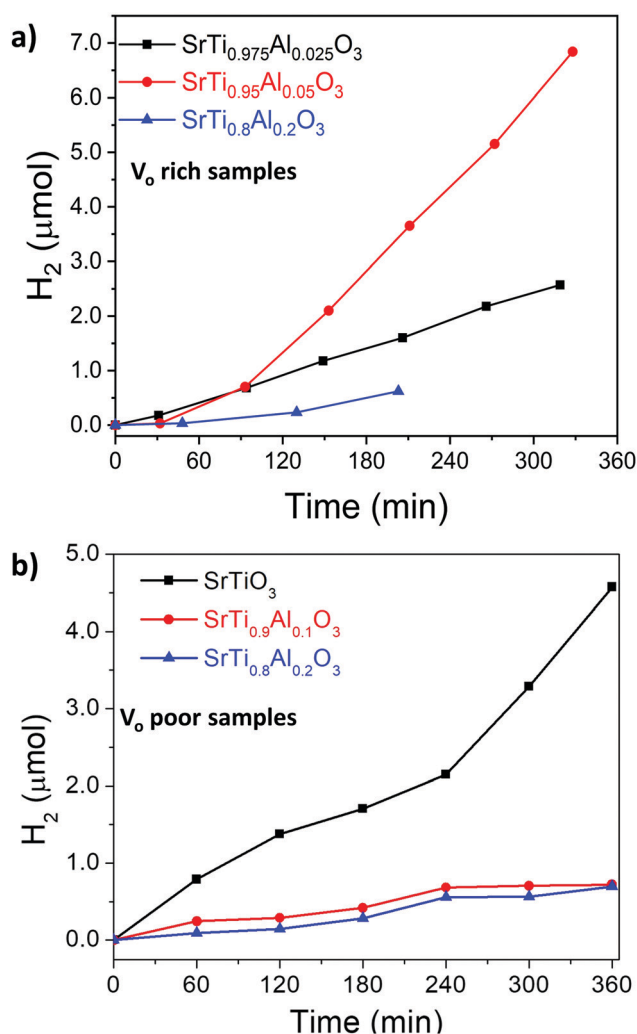 a)
7.0
6.0
5.0
4.0
3.0
2.0
1.0
0.0
H₂ (μmol)
SrTi₀.₉₇₅Al₀.₀₂₅O₃
SrTi₀.₉₅Al₀.₀₅O₃
SrTi₀.₈Al₀.₂O₃
Vₒ rich samples
0 60 120 180 240 300 360
Time (min)
b)
5.0
4.0
3.0
2.0
1.0
0.0
H₂ (μmol)
SrTiO₃
SrTi₀.₉Al₀.₁O₃
SrTi₀.₈Al₀.₂O₃
Vₒ poor samples
0 60 120 180 240 300 360
Time (min)